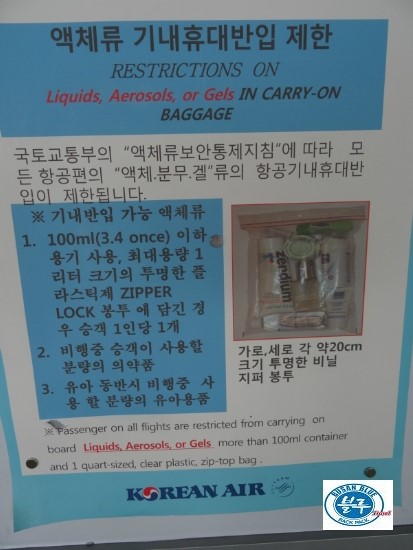 액체류 기내휴대반입 제한
RESTRICTIONS ON
Liquids, Aerosols, or Gels IN CARRY-ON
BAGGAGE
국토교통부의 "액체류보안통제지침"에 따라 모
든 항공편의 "액체.분무.겔"류의 항공기내휴대반
입이 제한됩니다.
※ 기내반입 가능 액체류
1. 100ml(3.4 once) 이하
용기 사용, 최대용량 1
리터 크기의 투명한 플
라스틱제 ZIPPER
LOCK 봉투 에 담긴 경
우 승객 1인당 1개
2. 비행중 승객이 사용할
분량의 의약품
3. 유아 동반시 비행중 사
용 할 분량의 유아용품
zendium
가로,세로 각 약20cm
크기 투명한 비닐
지퍼 봉투
※ Passenger on all flights are restricted from carrying on
board Liquids, Aerosols, or Gels more than 100ml container
and 1 quart-sized, clear plastic, zip-top bag .
KOREAN AIR
BUSAN BLUE
블루
Travel
BACK PACK